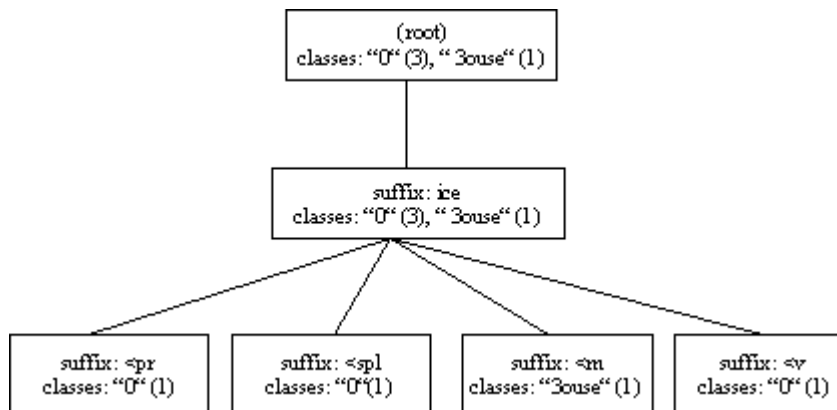 (root)
classes: “0“ (3), “ 3ouse“ (1)
suffix: ice
classes: “0“ (3), “ 3ouse“ (1)
suffix: <pr
classes: “0“ (1)
suffix: <spl
classes: “0“(1)
suffix: <m
classes: “3ouse“ (1)
suffix: <v
classes: “0“ (1)